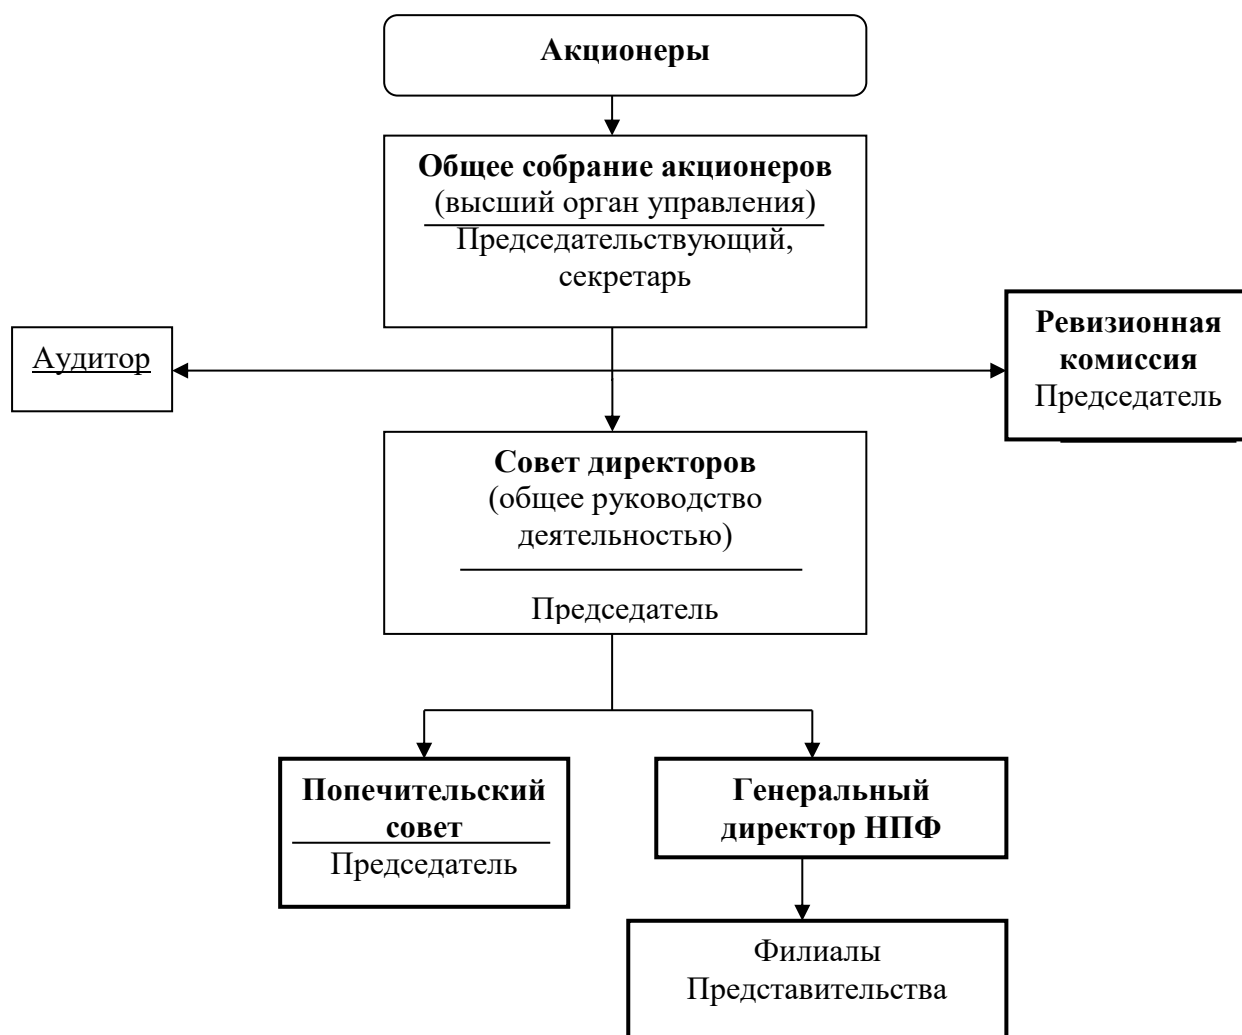 Акционеры
Общее собрание акционеров
(высший орган управления)
Председательствующий,
секретарь
Аудитор
Ревизионная
комиссия
Председатель
Совет директоров
(общее руководство
деятельностью)
Председатель
Попечительский
совет
Председатель
Генеральный
директор НПФ
Филиалы
Представительства